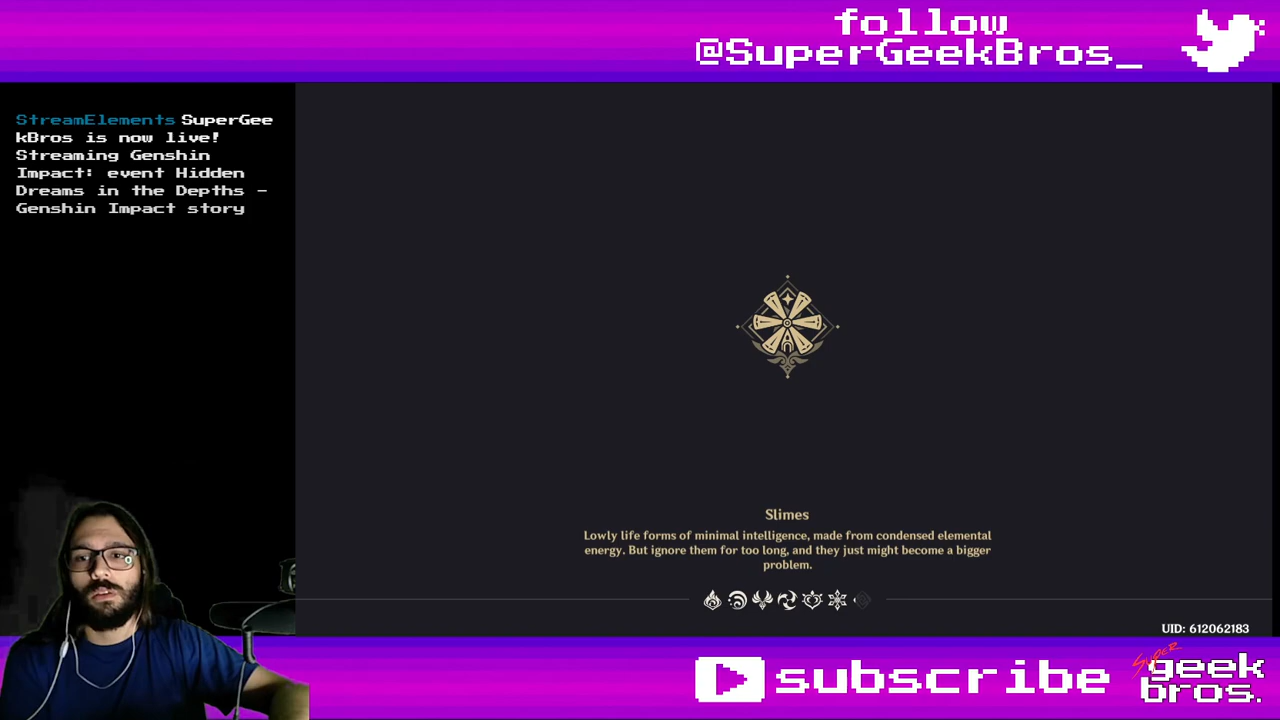 follow
@SuperGeekBros_
StreamElements SuperGee
kBros is now live!
Streaming Genshin
Impact: event Hidden
Dreams in the Depths -
Genshin Impact story
Slimes
Lowly life forms of minimal intelligence, made from condensed elemental
energy. But ignore them for too long, and they just might become a bigger
problem.
UID: 612062183
subscribe
SUPER
geek
bros.